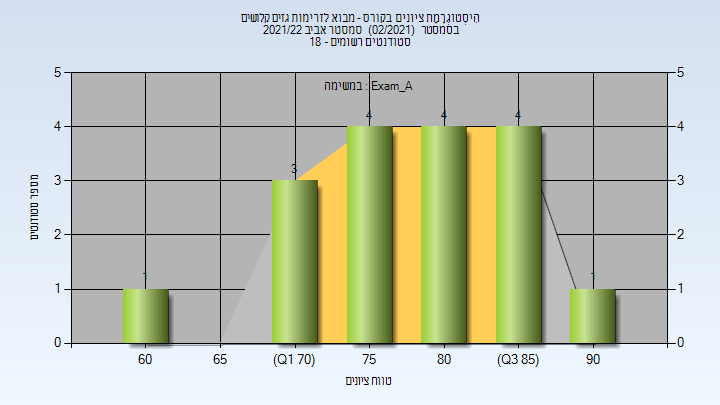 הִיסְטוֹגְרַמַת ציונים בקורס - מבוא לזרימות גזים קלושים
בסמסטר (02/2021) סמסטר אביב 2021/22
סטודנטים רשומים - 18
במשימה : Exam_A
5
4
3
2
1
0
5
4
3
2
1
0
1
3
4
4
4
1
60
65
(Q1 70)
75
80
(Q3 85)
90
מספר סטודנטים
טווח ציונים